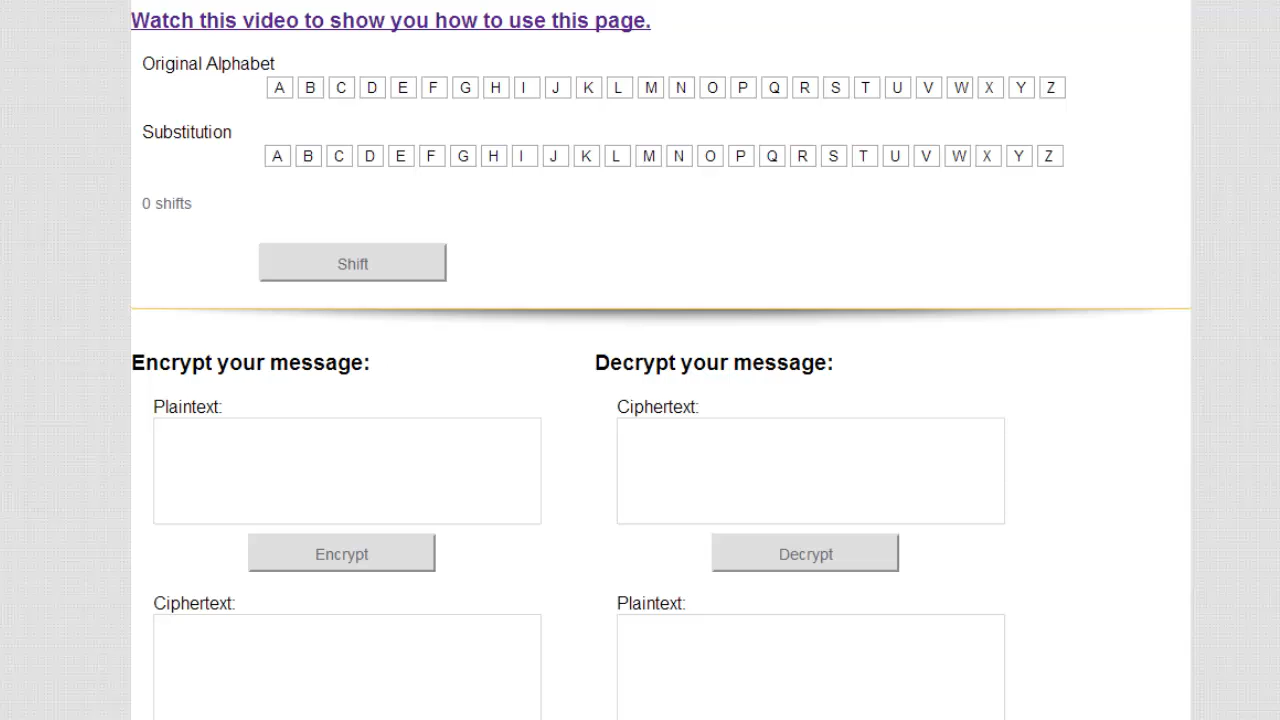 Watch this video to show you how to use this page.
Original Alphabet
A B C D E F G H I J K L M N O P Q R S T U V W X Y Z
Substitution
A B C D E F G H I J K L M N O P Q R S T U V W X Y Z
0 shifts
Shift
Encrypt your message: Decrypt your message:
Plaintext: Ciphertext:
Encrypt Decrypt
Ciphertext: Plaintext: